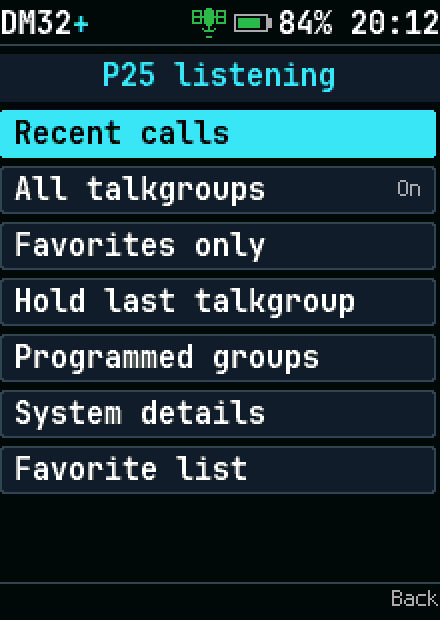 DM32+ 84% 20:12
P25 listening
Recent calls
All talkgroups On
Favorites only
Hold last talkgroup
Programmed groups
System details
Favorite list
Back